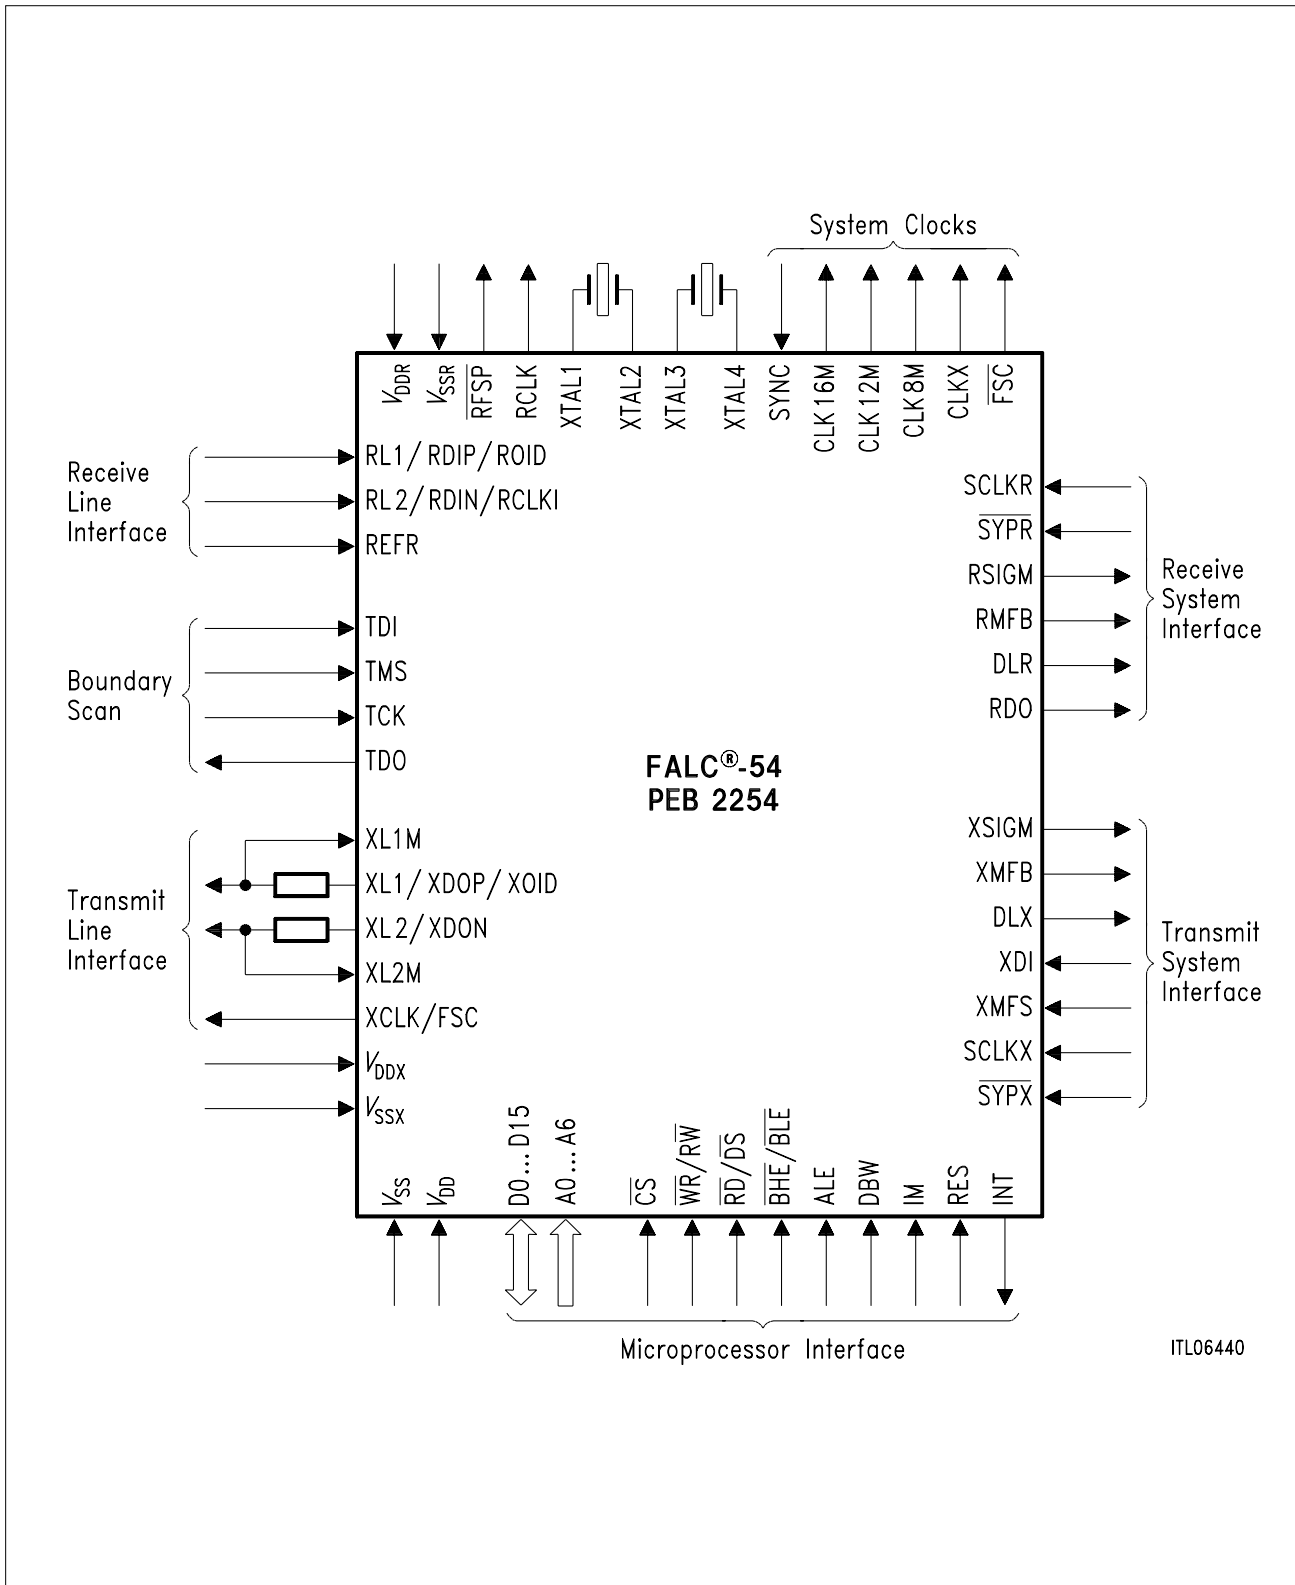 System Clocks
VDDR
VSSR
RFSP
RCLK
XTAL1
XTAL2
XTAL3
XTAL4
SYNC
CLK16M
CLK12M
CLK8M
CLKX
FSC
Receive
Line
Interface
RL1/RDIP/ROID
RL2/RDIN/RCLKI
REFR
Boundary
Scan
TDI
TMS
TCK
TDO
Transmit
Line
Interface
XL1M
XL1/XDOP/XOID
XL2/XDON
XL2M
XCLK/FSC
VDDX
VSSX
FALC®-54
PEB 2254
SCLKR
SYPR
RSIGM
RMFB
DLR
RDO
Receive
System
Interface
XSIGM
XMFB
DLX
XDI
XMFS
SCLKX
SYPX
Transmit
System
Interface
VSS
VDD
D0...D15
A0...A6
CS
WR/RW
RD/DS
BHE/BLE
ALE
DBW
IM
RES
INT
Microprocessor Interface
ITL06440